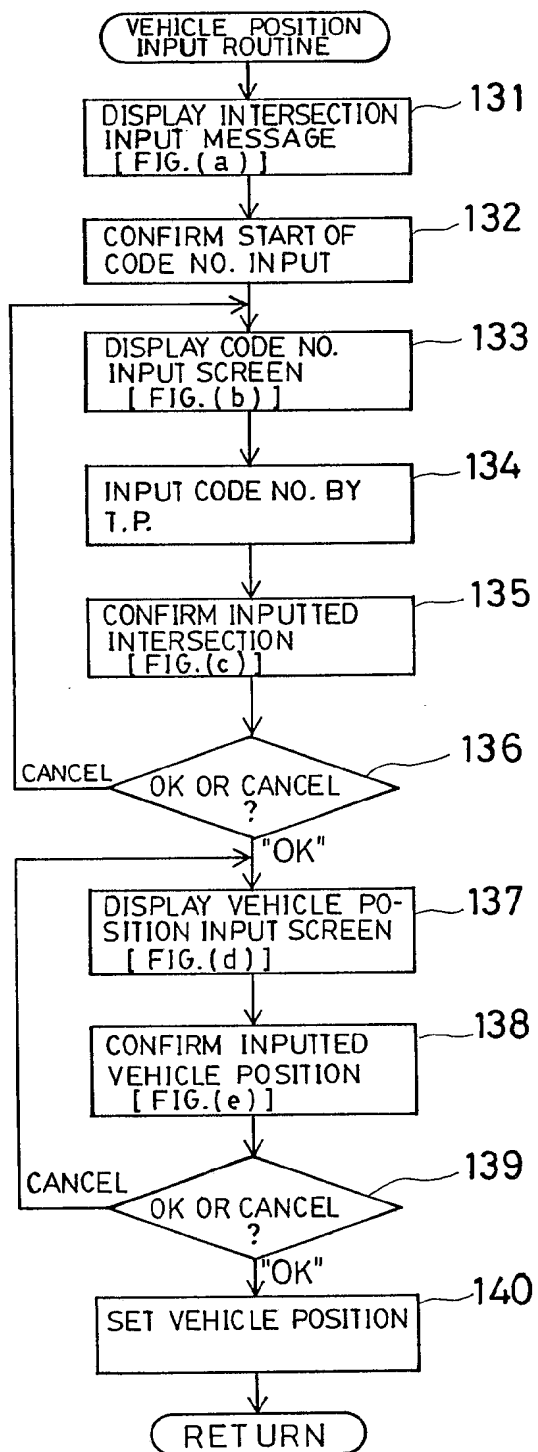 VEHICLE POSITION
INPUT ROUTINE
131
DISPLAY INTERSECTION
INPUT MESSAGE
[ FIG.(a)]
132
CONFIRM START OF
CODE NO. INPUT
133
DISPLAY CODE NO.
INPUT SCREEN
[ FIG.(b)]
134
INPUT CODE NO. BY
T.P.
135
CONFIRM INPUTTED
INTERSECTION
[ FIG.(c)]
136
CANCEL
OK OR CANCEL
?
"OK"
137
DISPLAY VEHICLE PO-
SITION INPUT SCREEN
[ FIG.(d)]
138
CONFIRM INPUTTED
VEHICLE POSITION
[ FIG.(e)]
139
CANCEL
OK OR CANCEL
?
"OK"
140
SET VEHICLE POSITION
RETURN